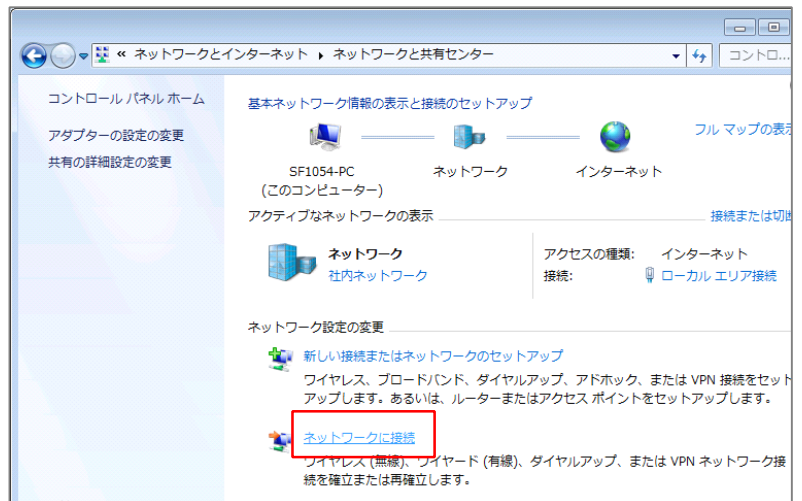 « ネットワークとインターネット ▸ ネットワークと共有センター
コントロ...
コントロール パネル ホーム
アダプターの設定の変更
共有の詳細設定の変更
基本ネットワーク情報の表示と接続のセットアップ
フル マップの表示
SF1054-PC
(このコンピューター)
ネットワーク
インターネット
アクティブなネットワークの表示
接続または切断
ネットワーク
社内ネットワーク
アクセスの種類: インターネット
接続: ローカル エリア接続
ネットワーク設定の変更
新しい接続またはネットワークのセットアップ
ワイヤレス、ブロードバンド、ダイヤルアップ、アドホック、または VPN 接続をセット
アップします。あるいは、ルーターまたはアクセス ポイントをセットアップします。
ネットワークに接続
ワイヤレス (無線)、ワイヤード (有線)、ダイヤルアップ、または VPN ネットワーク接
続を確立または再確立します。